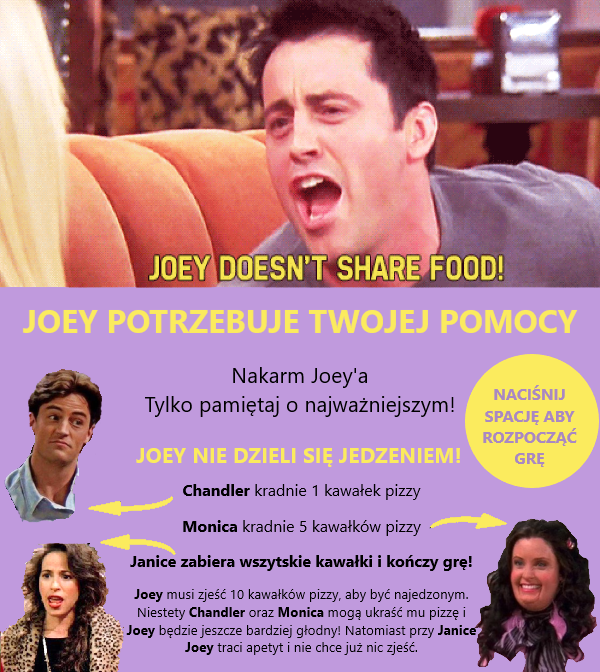 JOEY DOESN'T SHARE FOOD!
JOEY POTRZEBUJE TWOJEJ POMOCY
Nakarm Joey'a
Tylko pamiętaj o najważniejszym!
NACIŚNIJ
SPACJĘ ABY
ROZPOCZĄĆ
GRĘ
JOEY NIE DZIELI SIĘ JEDZENIEM!
Chandler kradnie 1 kawałek pizzy
Monica kradnie 5 kawałków pizzy
Janice zabiera wszytskie kawałki i kończy grę!
Joey musi zjeść 10 kawałków pizzy, aby być najedzonym.
Niestety Chandler oraz Monica mogą ukraść mu pizzę i
Joey będzie jeszcze bardziej głodny! Natomiast przy Janice
Joey traci apetyt i nie chce już nic zjeść.